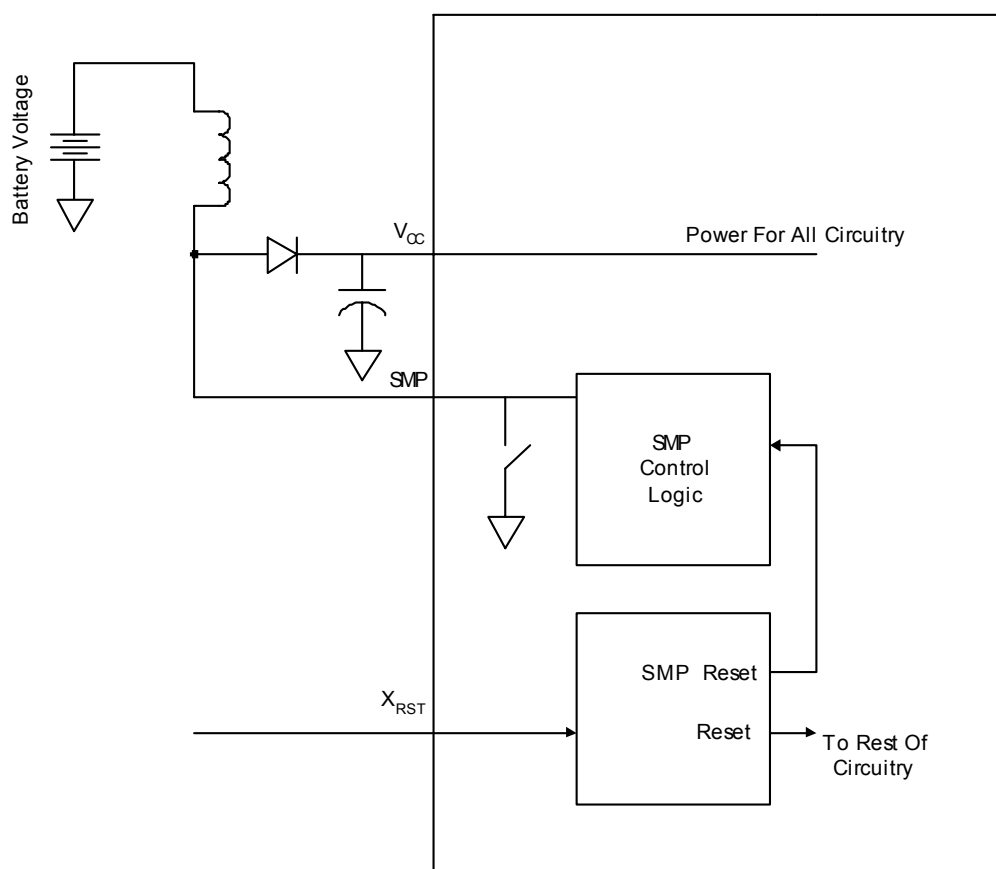 Battery Voltage
VCC
Power For All Circuitry
SMP
SMP
Control
Logic
SMP Reset
XRST
Reset
To Rest Of
Circuitry